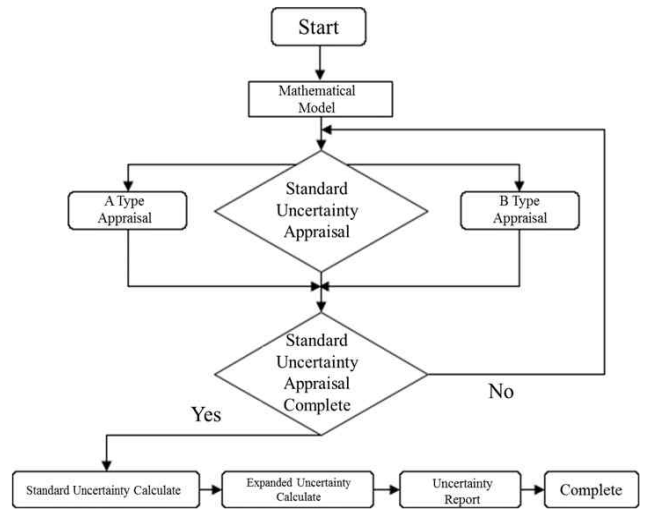 Start
Mathematical
Model
A Type
Appraisal
Standard
Uncertainty
Appraisal
B Type
Appraisal
Standard
Uncertainty
Appraisal
Complete
Yes
No
Standard Uncertainty Calculate
Expanded Uncertainty
Calculate
Uncertainty
Report
Complete